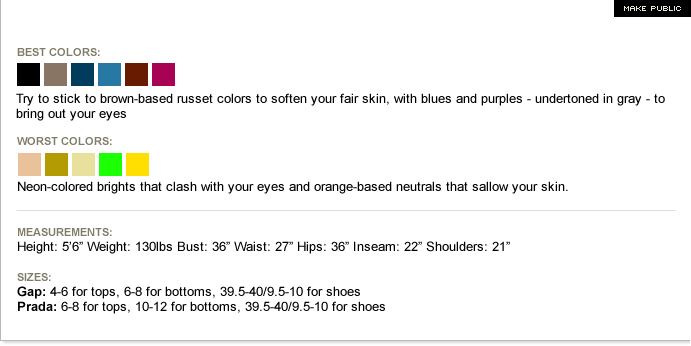 MAKE PUBLIC
BEST COLORS:
Try to stick to brown-based russet colors to soften your fair skin, with blues and purples - undertoned in gray - to
bring out your eyes
WORST COLORS:
Neon-colored brights that clash with your eyes and orange-based neutrals that sallow your skin.
MEASUREMENTS:
Height: 5'6” Weight: 130lbs Bust: 36” Waist: 27” Hips: 36” Inseam: 22” Shoulders: 21”
SIZES:
Gap: 4-6 for tops, 6-8 for bottoms, 39.5-40/9.5-10 for shoes
Prada: 6-8 for tops, 10-12 for bottoms, 39.5-40/9.5-10 for shoes